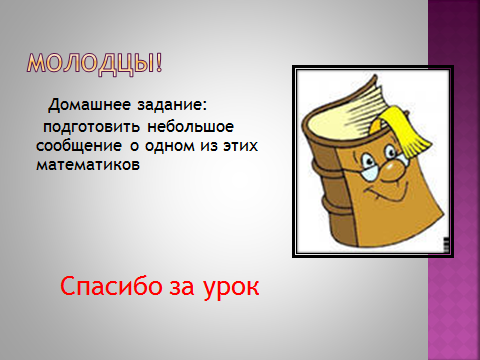 МОЛОДЦЫ!
Домашнее задание:
подготовить небольшое
сообщение о одном из этих
математиков
Спасибо за урок